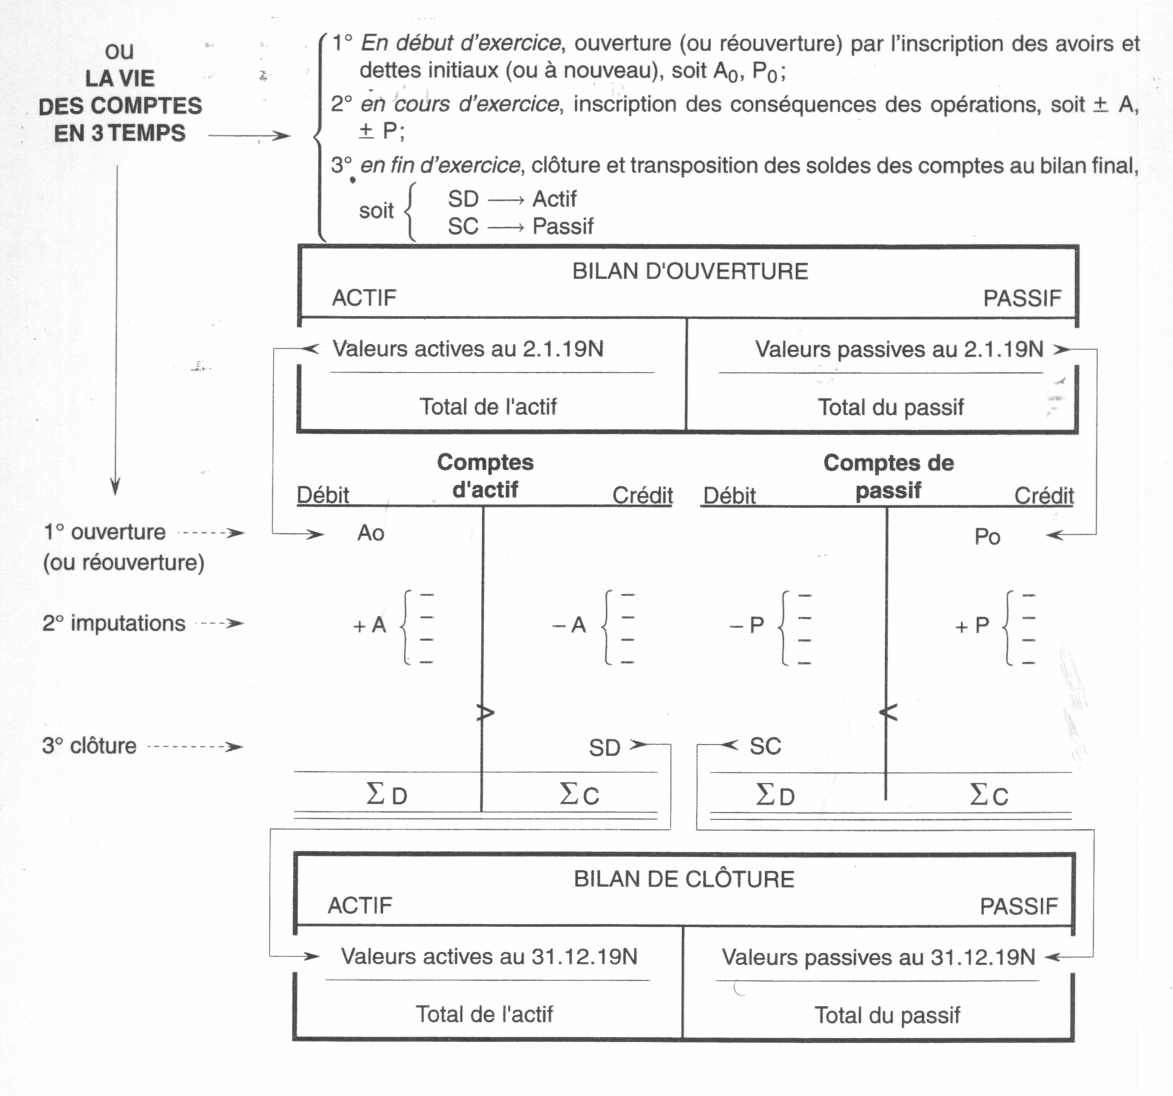 OU
LA VIE
DES COMPTES
EN 3 TEMPS
1° En début d'exercice, ouverture (ou réouverture) par l'inscription des avoirs et
dettes initiaux (ou à nouveau), soit A₀, P₀;
2° en cours d'exercice, inscription des conséquences des opérations, soit ± A,
± P;
3° en fin d'exercice, clôture et transposition des soldes des comptes au bilan final,
soit { SD → Actif
SC → Passif
BILAN D'OUVERTURE
ACTIF PASSIF
Valeurs actives au 2.1.19N Valeurs passives au 2.1.19N
Total de l'actif Total du passif
Comptes d'actif
Débit Crédit
Comptes de passif
Débit Crédit
1° ouverture
(ou réouverture)
Ao Po
2° imputations + A – A – P + P
3° clôture SD SC
Σ D Σ C Σ D Σ C
BILAN DE CLÔTURE
ACTIF PASSIF
Valeurs actives au 31.12.19N Valeurs passives au 31.12.19N
Total de l'actif Total du passif